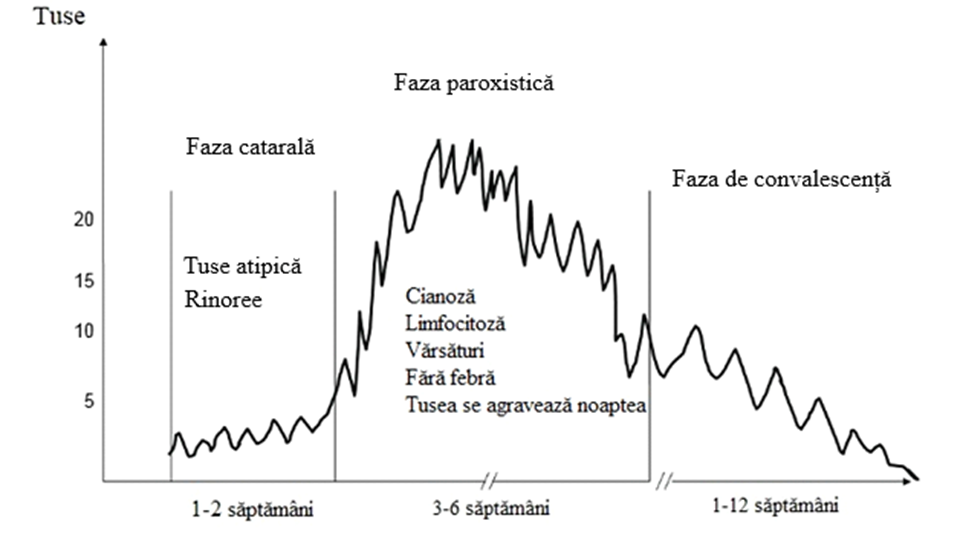 Tuse
Faza paroxistică
Faza catarală
Faza de convalescență
20
15
10
5
Tuse atipică
Rinoree
Cianoză
Limfocitoză
Vărsături
Fără febră
Tusea se agravează noaptea
1-2 săptămâni
3-6 săptămâni
1-12 săptămâni